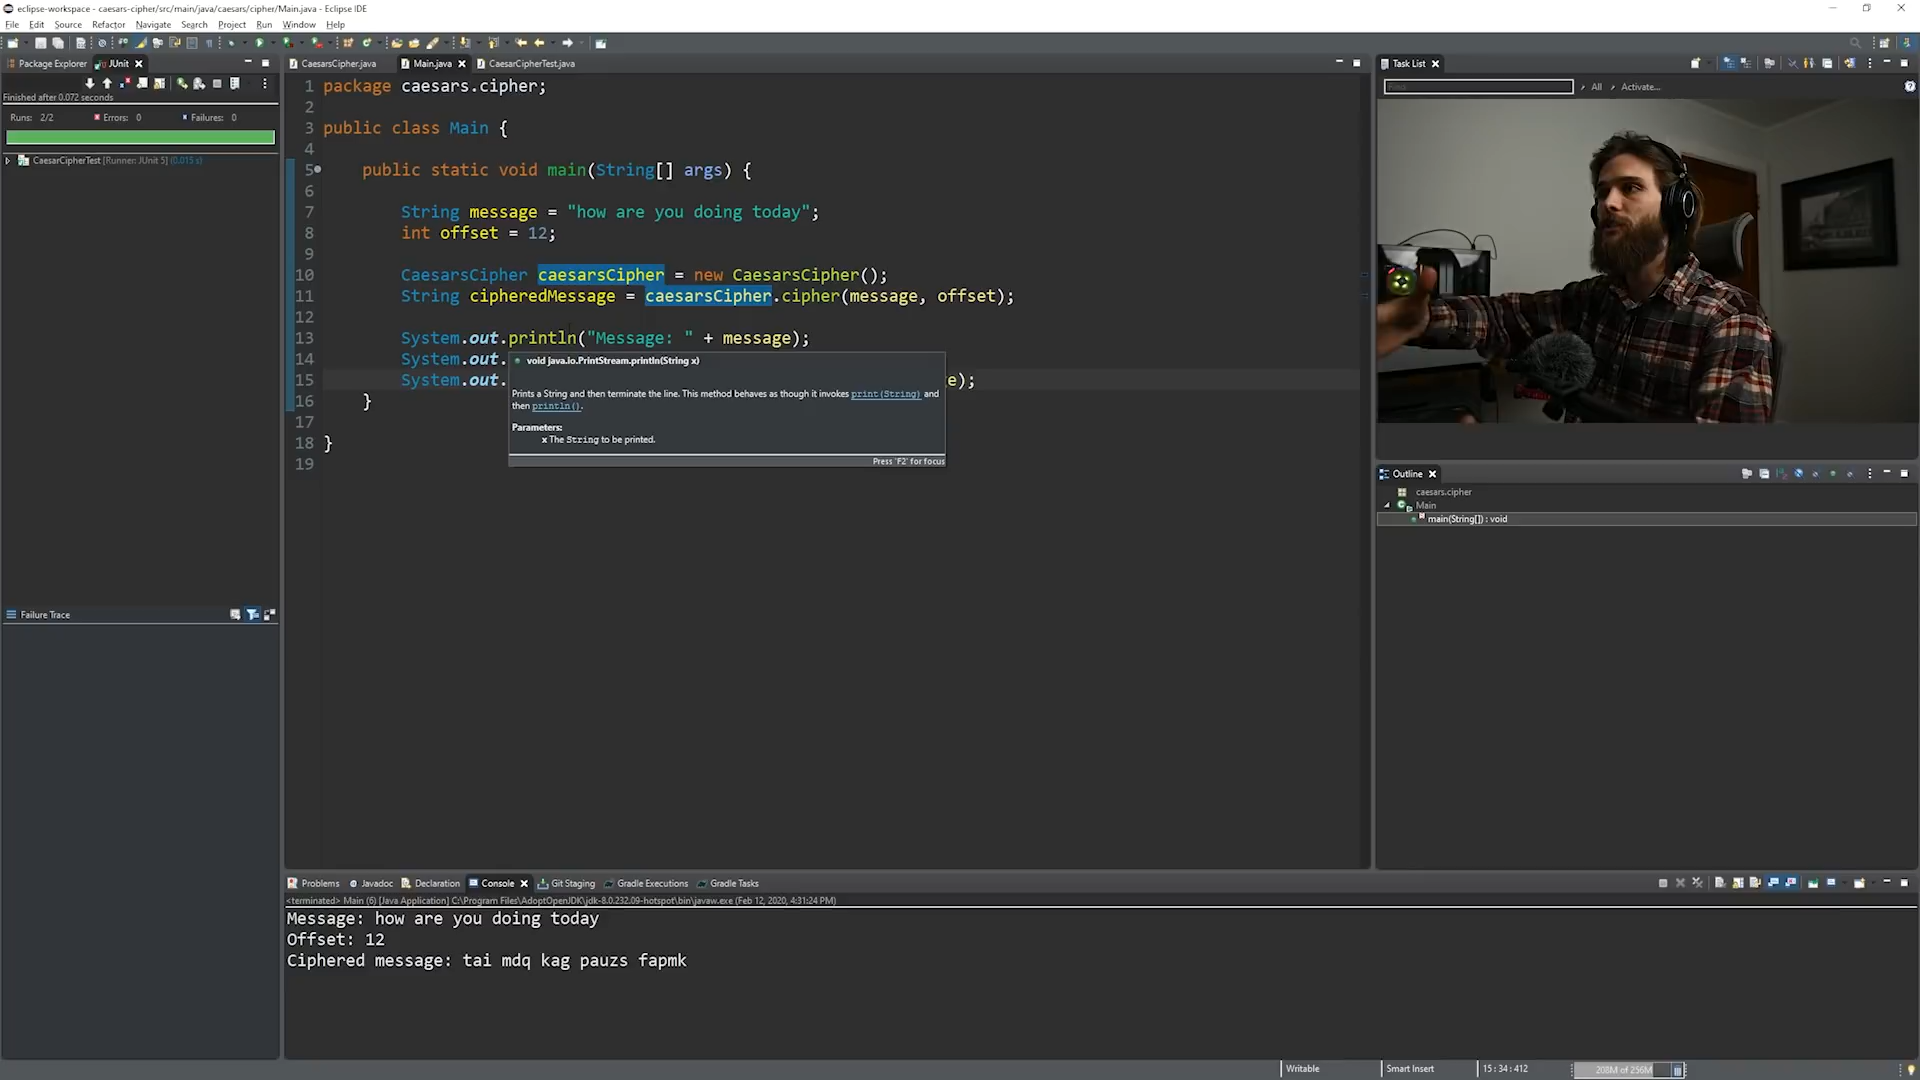 eclipse-workspace - caesars-cipher/src/main/java/caesars/cipher/Main.java - Eclipse IDE
File Edit Source Refactor Navigate Search Project Run Window Help
Package Explorer JUnit
Finished after 0.072 seconds
Runs: 2/2 Errors: 0 Failures: 0
CaesarCipherTest [Runner: JUnit 5] (0.015 s)
Failure Trace
CaesarsCipher.java Main.java CaesarCipherTest.java
1 package caesars.cipher;
2
3 public class Main {
4
5 public static void main(String[] args) {
6
7 String message = "how are you doing today";
8 int offset = 12;
9
10 CaesarsCipher caesarsCipher = new CaesarsCipher();
11 String cipheredMessage = caesarsCipher.cipher(message, offset);
12
13 System.out.println("Message: " + message);
14 System.out.
15 System.out. e);
16 }
17
18 }
19
void java.io.PrintStream.println(String x)
Prints a String and then terminate the line. This method behaves as though it invokes print(String) and
then println().
Parameters:
x The String to be printed.
Press 'F2' for focus
Task List
Find All Activate...
Outline
caesars.cipher
Main
main(String[]) : void
Problems Javadoc Declaration Console Git Staging Gradle Executions Gradle Tasks
<terminated> Main (6) [Java Application] C:\Program Files\AdoptOpenJDK\jdk-8.0.232.09-hotspot\bin\javaw.exe (Feb 12, 2020, 4:31:24 PM)
Message: how are you doing today
Offset: 12
Ciphered message: tai mdq kag pauzs fapmk
Writable Smart Insert 15 : 34 : 412 208M of 256M